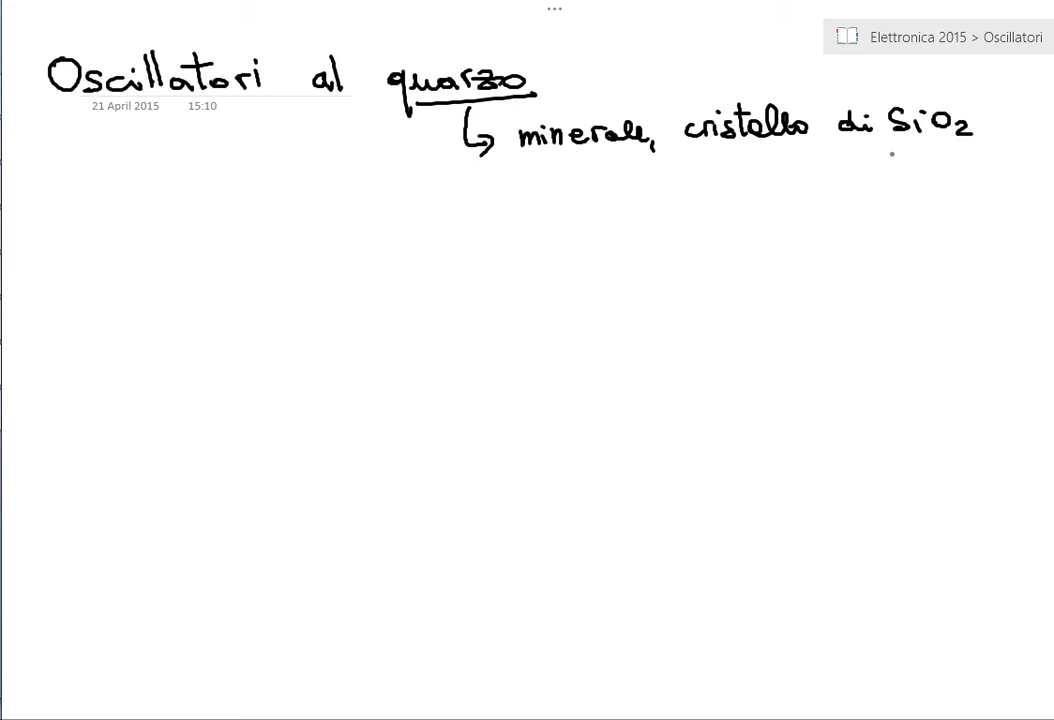 ...
Elettronica 2015 > Oscillatori
Oscillatori al quarzo
21 April 2015 15:10
↳ minerale, cristallo di SiO2